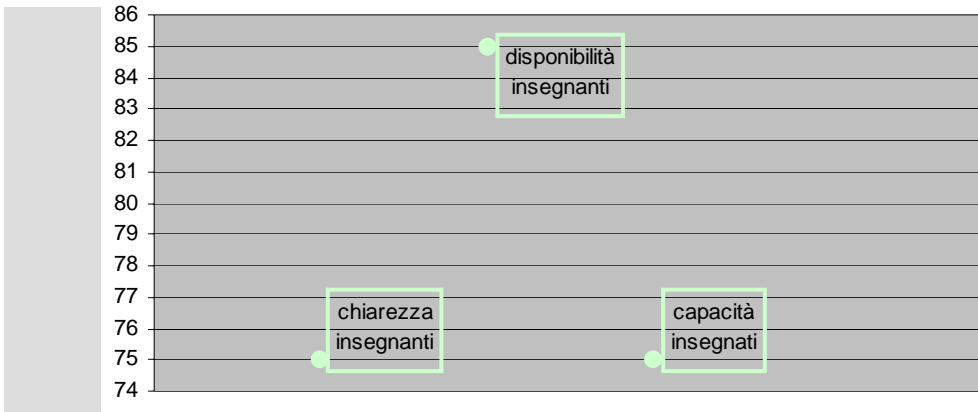 86
85
disponibilità
84
insegnanti
83
82
81
80
79
78
77
chiarezza
capacità
76
insegnanti
insegnati
75
74